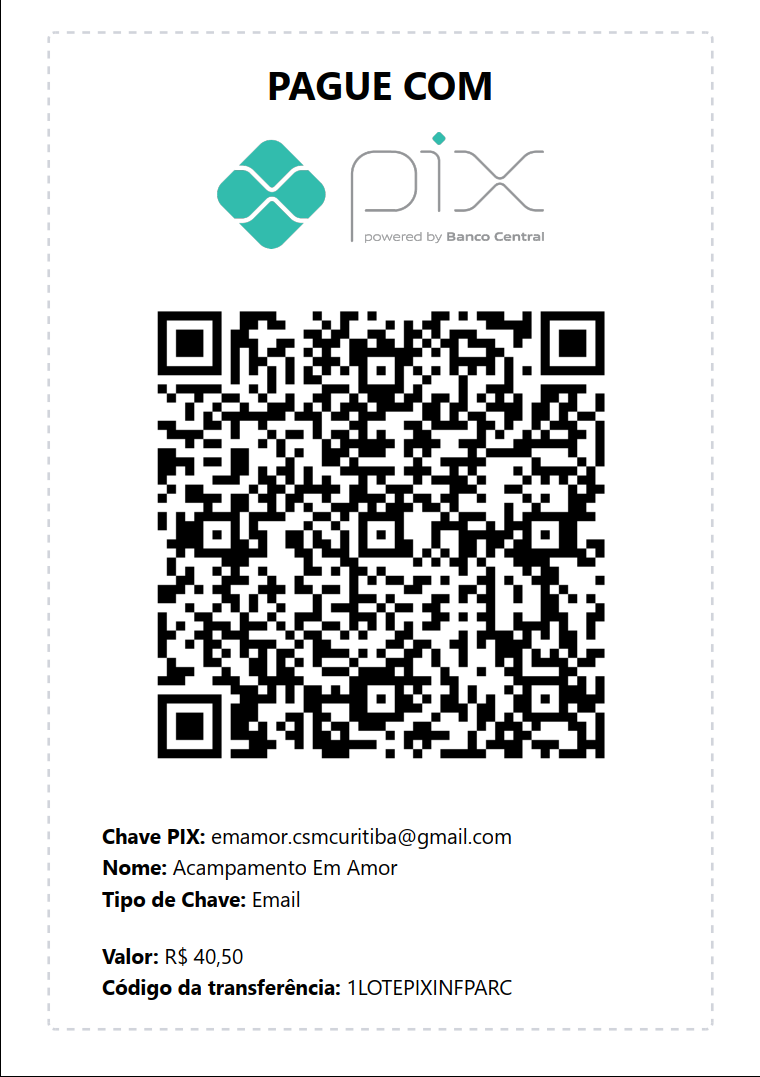 PAGUE COM
pix
powered by Banco Central
Chave PIX: emamor.csmcuritiba@gmail.com
Nome: Acampamento Em Amor
Tipo de Chave: Email
Valor: R$ 40,50
Código da transferência: 1LOTEPIXINFPARC